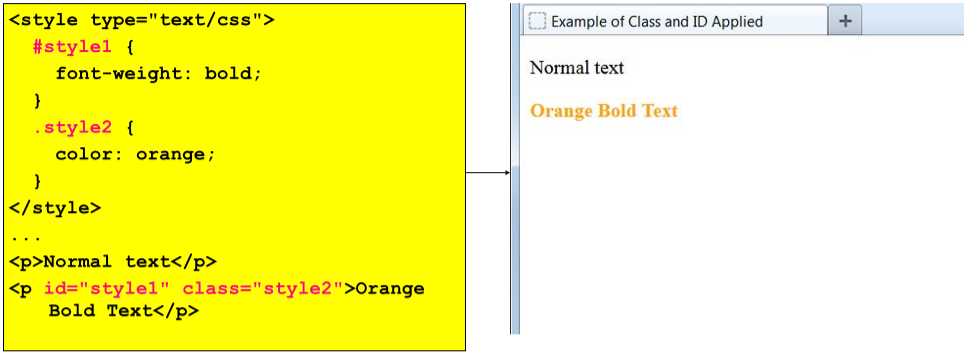 <style type="text/css">
#style1 {
font-weight: bold;
}
.style2 {
color: orange;
}
</style>
...
<p>Normal text</p>
<p id="style1" class="style2">Orange
Bold Text</p>
Example of Class and ID Applied
+
Normal text
Orange Bold Text